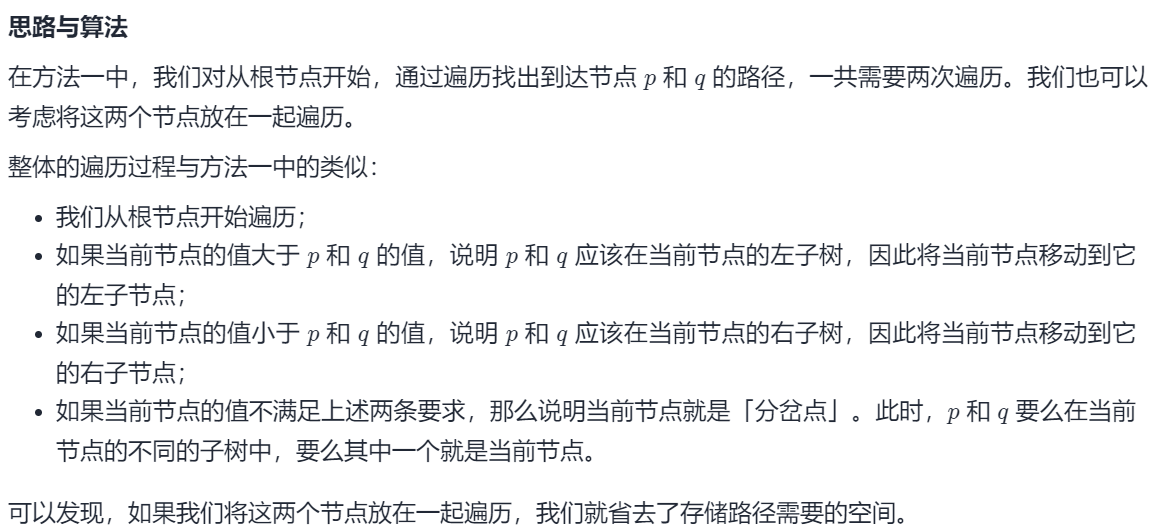 思路与算法
在方法一中，我们对从根节点开始，通过遍历找出到达节点 p 和 q 的路径，一共需要两次遍历。我们也可以
考虑将这两个节点放在一起遍历。
整体的遍历过程与方法一中的类似：
• 我们从根节点开始遍历；
• 如果当前节点的值大于 p 和 q 的值，说明 p 和 q 应该在当前节点的左子树，因此将当前节点移动到它
的左子节点；
• 如果当前节点的值小于 p 和 q 的值，说明 p 和 q 应该在当前节点的右子树，因此将当前节点移动到它
的右子节点；
• 如果当前节点的值不满足上述两条要求，那么说明当前节点就是「分岔点」。此时，p 和 q 要么在当前
节点的不同的子树中，要么其中一个就是当前节点。
可以发现，如果我们将这两个节点放在一起遍历，我们就省去了存储路径需要的空间。